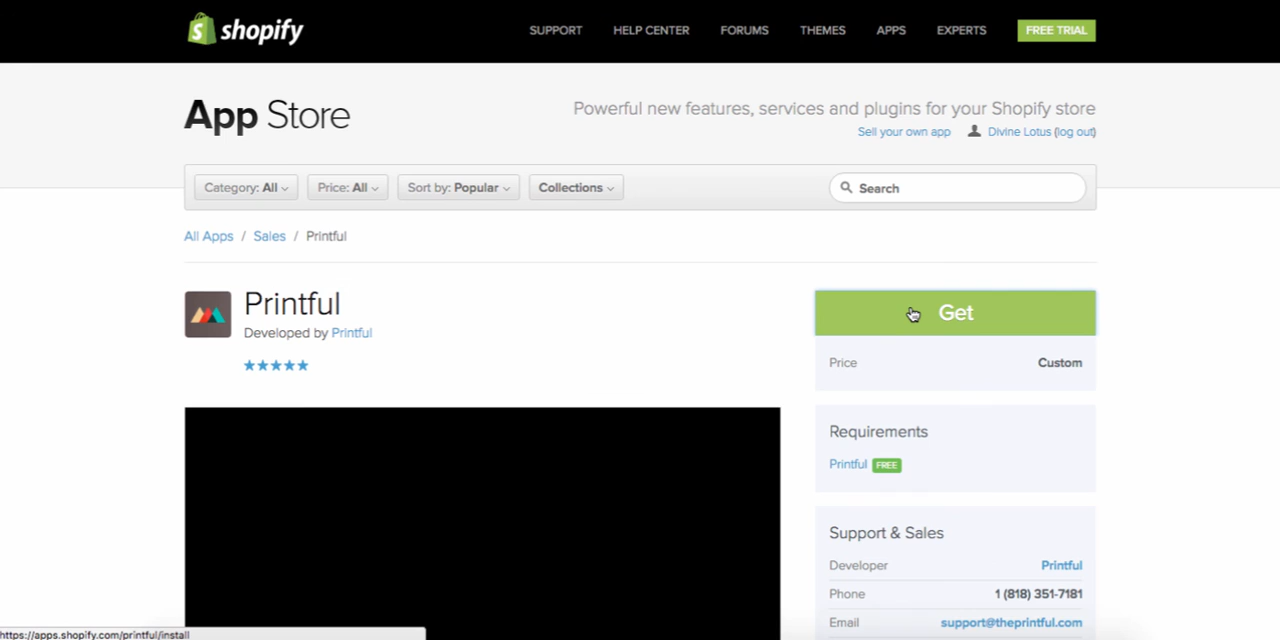 shopify
SUPPORT HELP CENTER FORUMS THEMES APPS EXPERTS FREE TRIAL
App Store
Powerful new features, services and plugins for your Shopify store
Sell your own app Divine Lotus (log out)
Category: All Price: All Sort by: Popular Collections Search
All Apps / Sales / Printful
Printful
Developed by Printful
Get
Price Custom
Requirements
Printful FREE
Support & Sales
Developer Printful
Phone 1 (818) 351-7181
Email support@theprintful.com
https://apps.shopify.com/printful/install